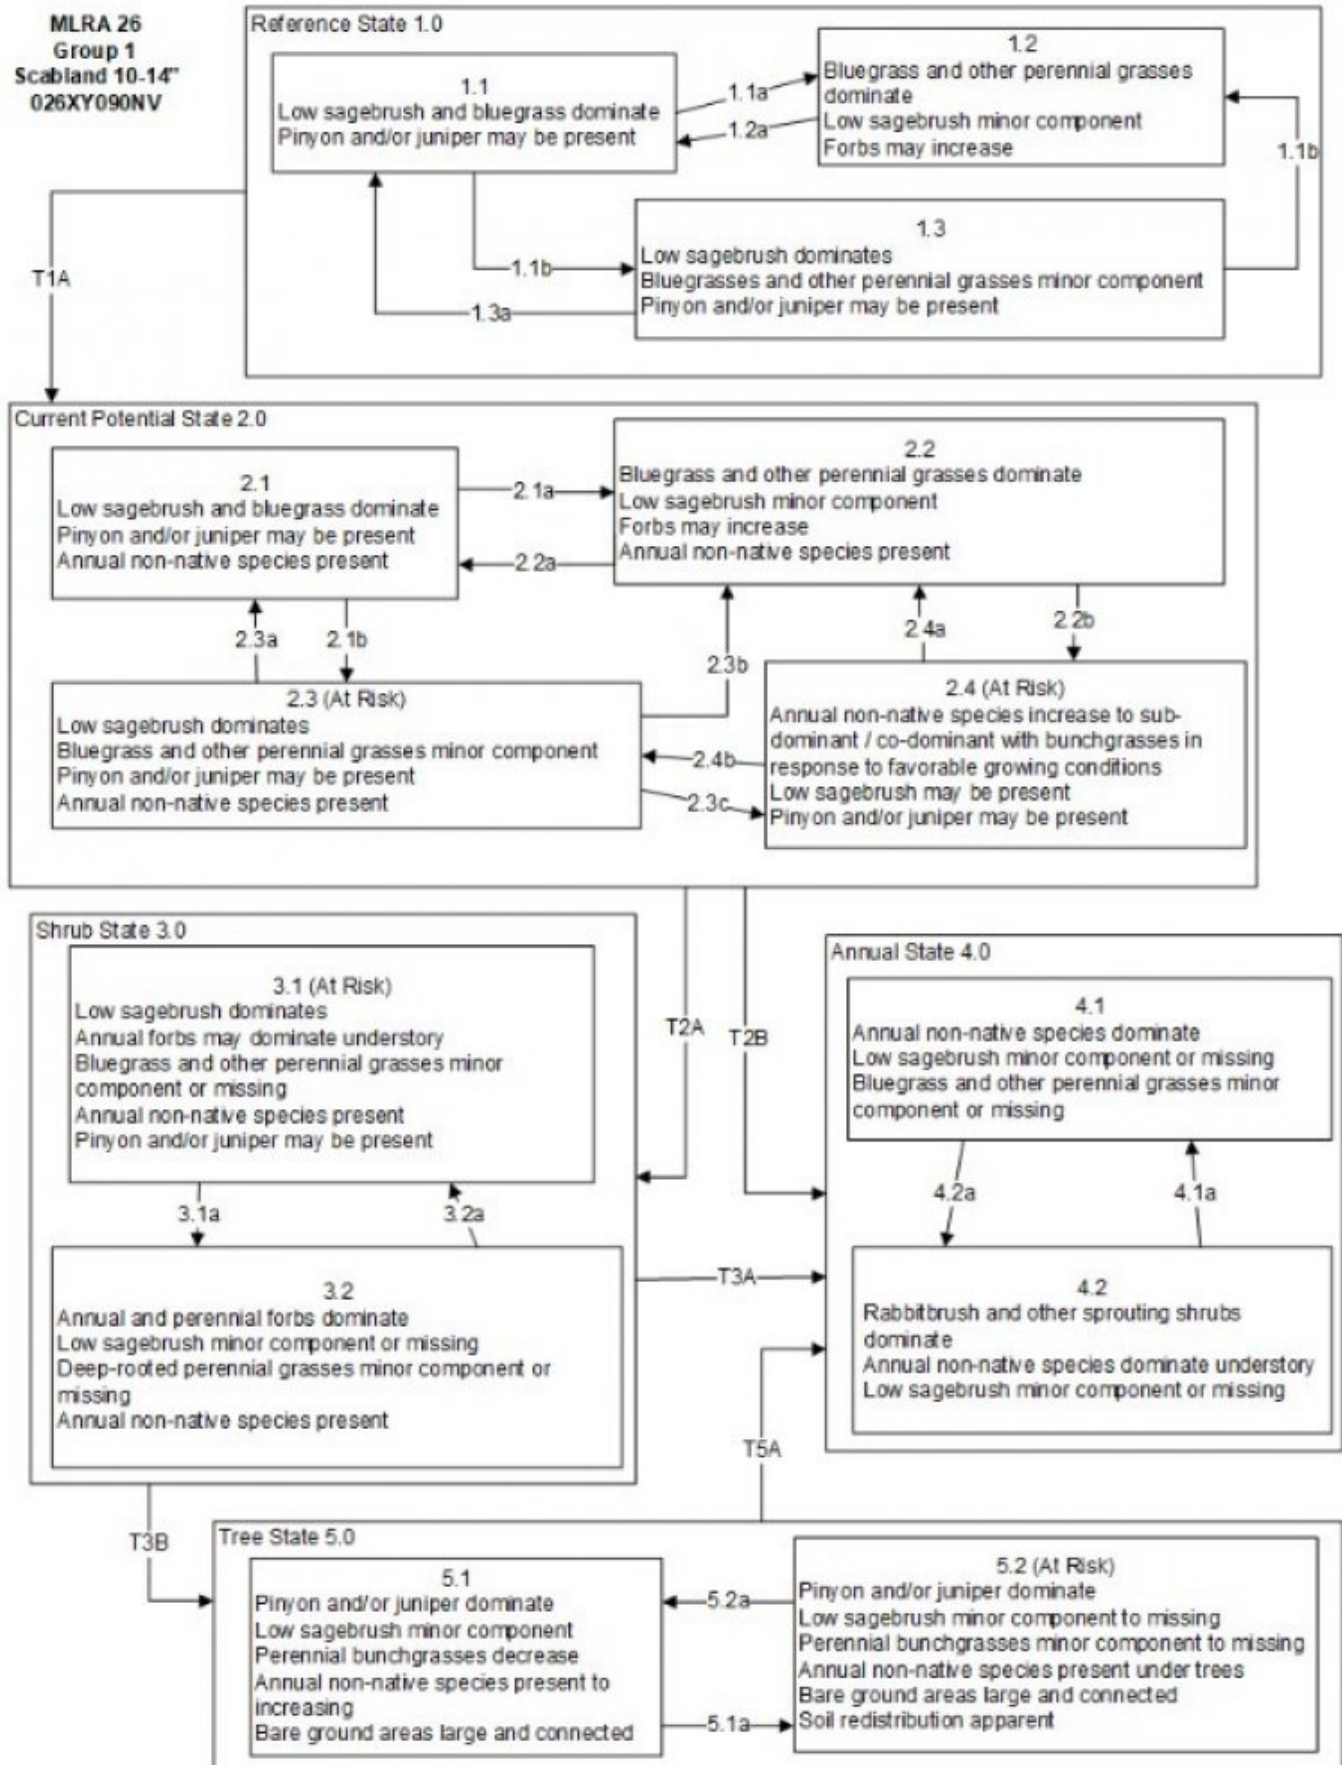 MLRA 26
Group 1
Scabland 10-14"
026XY090NV
Reference State 1.0
1.1
Low sagebrush and bluegrass dominate
Pinyon and/or juniper may be present
1.1a
1.2a
1.2
Bluegrass and other perennial grasses
dominate
Low sagebrush minor component
Forbs may increase
1.1b
1.1b
1.3a
1.3
Low sagebrush dominates
Bluegrasses and other perennial grasses minor component
Pinyon and/or juniper may be present
T1A
Current Potential State 2.0
2.1
Low sagebrush and bluegrass dominate
Pinyon and/or juniper may be present
Annual non-native species present
2.1a
2.2a
2.2
Bluegrass and other perennial grasses dominate
Low sagebrush minor component
Forbs may increase
Annual non-native species present
2.3a
2.1b
2.3b
2.4a
2.2b
2.3 (At Risk)
Low sagebrush dominates
Bluegrass and other perennial grasses minor component
Pinyon and/or juniper may be present
Annual non-native species present
2.4b
2.3c
2.4 (At Risk)
Annual non-native species increase to sub-
dominant / co-dominant with bunchgrasses in
response to favorable growing conditions
Low sagebrush may be present
Pinyon and/or juniper may be present
T2A
T2B
Shrub State 3.0
3.1 (At Risk)
Low sagebrush dominates
Annual forbs may dominate understory
Bluegrass and other perennial grasses minor
component or missing
Annual non-native species present
Pinyon and/or juniper may be present
3.1a
3.2a
3.2
Annual and perennial forbs dominate
Low sagebrush minor component or missing
Deep-rooted perennial grasses minor component or
missing
Annual non-native species present
T3A
Annual State 4.0
4.1
Annual non-native species dominate
Low sagebrush minor component or missing
Bluegrass and other perennial grasses minor
component or missing
4.2a
4.1a
4.2
Rabbitbrush and other sprouting shrubs
dominate
Annual non-native species dominate understory
Low sagebrush minor component or missing
T5A
T3B
Tree State 5.0
5.1
Pinyon and/or juniper dominate
Low sagebrush minor component
Perennial bunchgrasses decrease
Annual non-native species present to
increasing
Bare ground areas large and connected
5.2a
5.1a
5.2 (At Risk)
Pinyon and/or juniper dominate
Low sagebrush minor component to missing
Perennial bunchgrasses minor component to missing
Annual non-native species present under trees
Bare ground areas large and connected
Soil redistribution apparent